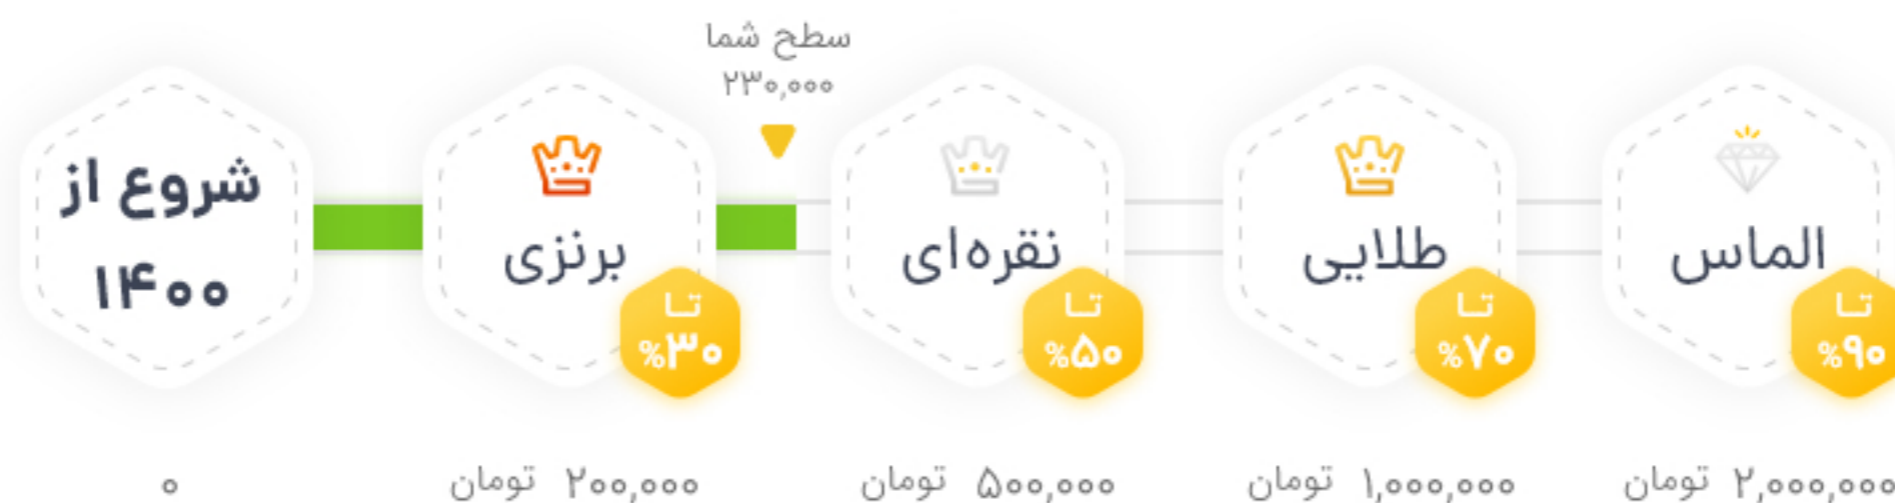 سطح شما
۲۳۰,۰۰۰
شروع از
۱۴۰۰
برنزی
تا
%۳۰
نقره‌ای
تا
%۵۰
طلایی
تا
%۷۰
الماس
تا
%۹۰
۰
۲۰۰,۰۰۰ تومان
۵۰۰,۰۰۰ تومان
۱,۰۰۰,۰۰۰ تومان
۲,۰۰۰,۰۰۰ تومان